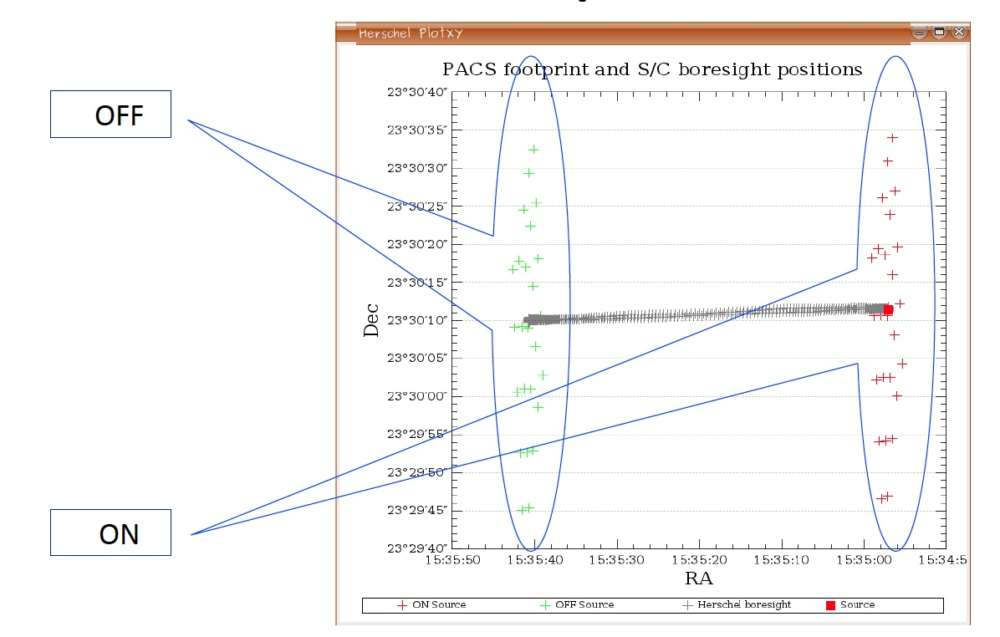 Herschel PlotXY
PACS footprint and S/C boresight positions
OFF
ON
Dec
23°30′40″
23°30′35″
23°30′30″
23°30′25″
23°30′20″
23°30′15″
23°30′10″
23°30′05″
23°30′00″
23°29′55″
23°29′50″
23°29′45″
23°29′40″
15:35:50 15:35:40 15:35:30 15:35:20 15:35:10 15:35:00 15:34:5
RA
ON Source OFF Source Herschel boresight Source